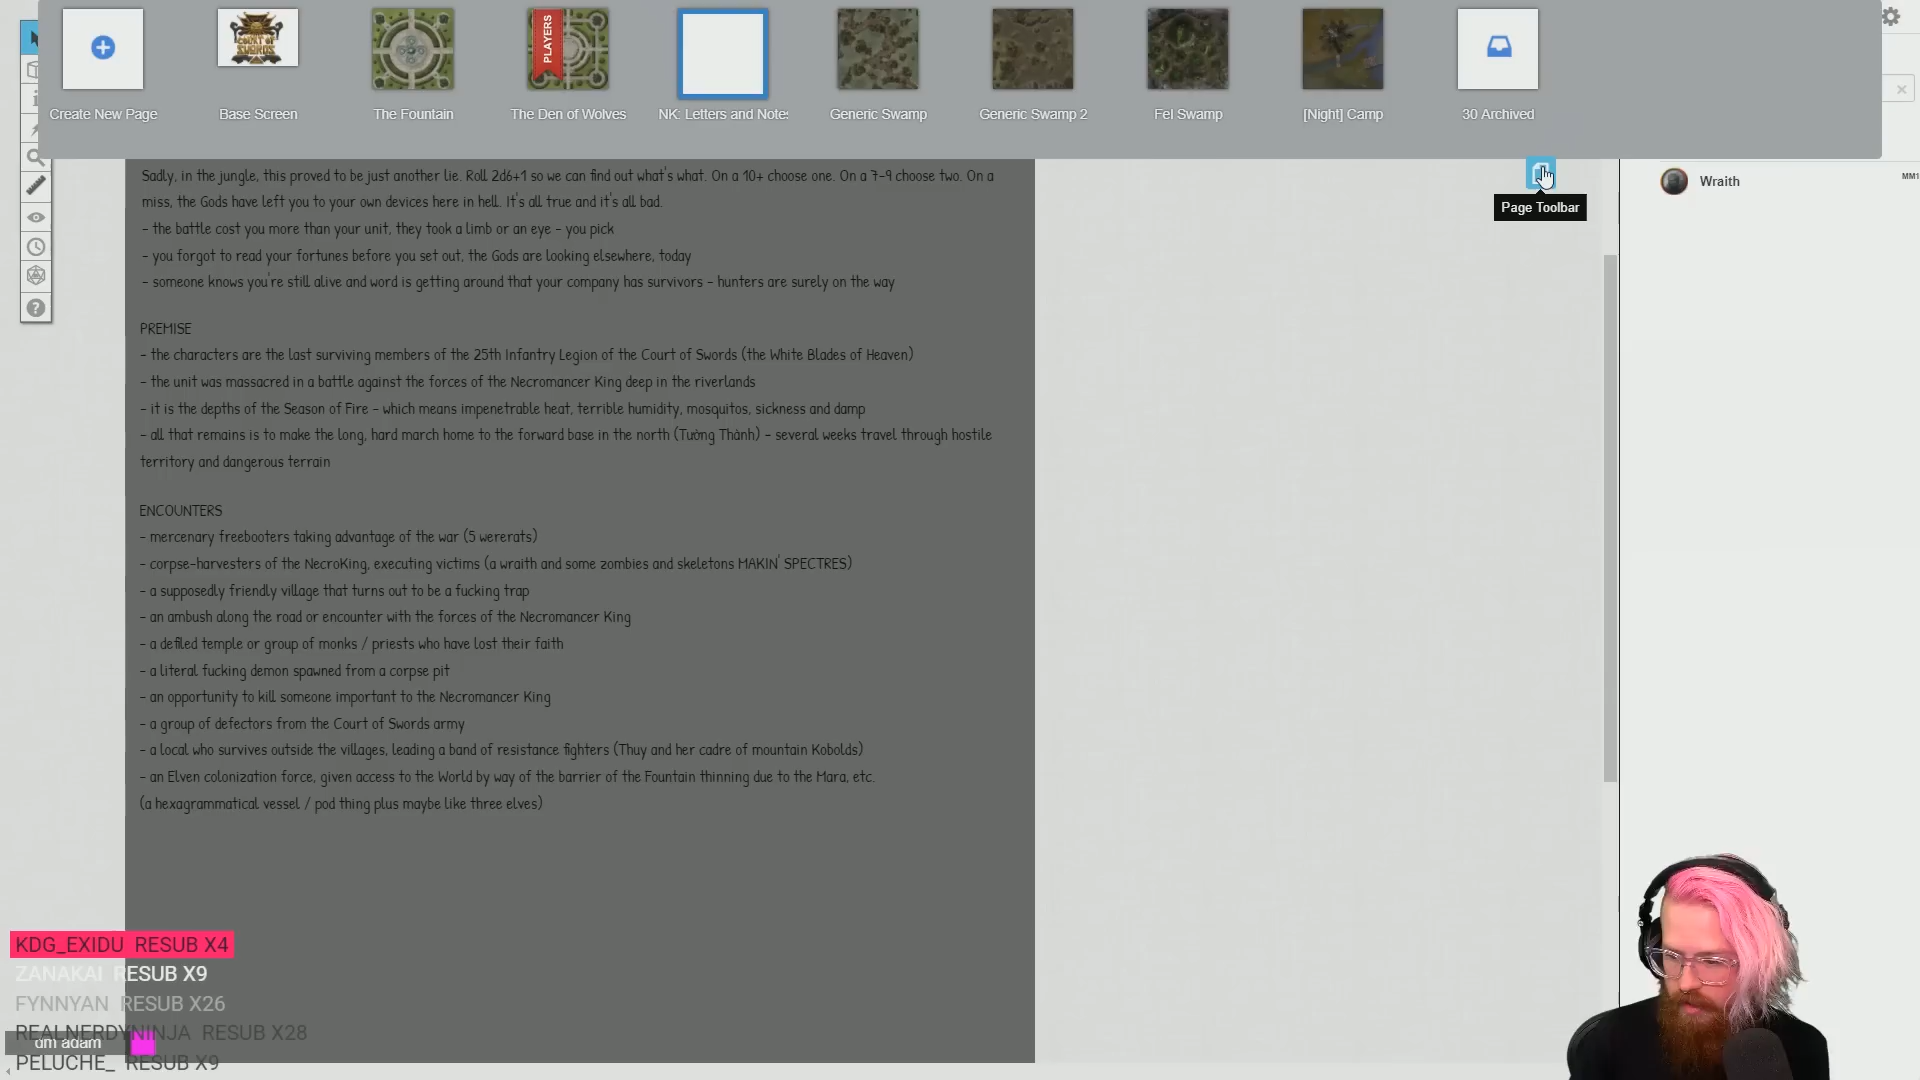 Create New Page
Base Screen
COURT OF
SWORDS
The Fountain
PLAYERS
The Den of Wolves
NK: Letters and Notes
Generic Swamp
Generic Swamp 2
Fel Swamp
[Night] Camp
30 Archived
Page Toolbar
Wraith
MM1
Sadly, in the jungle, this proved to be just another lie. Roll 2d6+1 so we can find out what's what. On a 10+ choose one. On a 7-9 choose two. On a
miss, the Gods have left you to your own devices here in hell. It's all true and it's all bad.
- the battle cost you more than your unit, they took a limb or an eye - you pick
- you forgot to read your fortunes before you set out, the Gods are looking elsewhere, today
- someone knows you're still alive and word is getting around that your company has survivors - hunters are surely on the way
PREMISE
- the characters are the last surviving members of the 25th Infantry Legion of the Court of Swords (the White Blades of Heaven)
- the unit was massacred in a battle against the forces of the Necromancer King deep in the riverlands
- it is the depths of the Season of Fire - which means impenetrable heat, terrible humidity, mosquitos, sickness and damp
- all that remains is to make the long, hard march home to the forward base in the north (Tường Thành) - several weeks travel through hostile
territory and dangerous terrain
ENCOUNTERS
- mercenary freebooters taking advantage of the war (5 wererats)
- corpse-harvesters of the NecroKing, executing victims (a wraith and some zombies and skeletons MAKIN' SPECTRES)
- a supposedly friendly village that turns out to be a fucking trap
- an ambush along the road or encounter with the forces of the Necromancer King
- a defiled temple or group of monks / priests who have lost their faith
- a literal fucking demon spawned from a corpse pit
- an opportunity to kill someone important to the Necromancer King
- a group of defectors from the Court of Swords army
- a local who survives outside the villages, leading a band of resistance fighters (Thuy and her cadre of mountain Kobolds)
- an Elven colonization force, given access to the World by way of the barrier of the Fountain thinning due to the Mara, etc.
(a hexagrammatical vessel / pod thing plus maybe like three elves)
KDG_EXIDU RESUB X4
ZANAKAI RESUB X9
FYNNYAN RESUB X26
REALNERDYNINJA RESUB X28
dm adam
PELUCHE_ RESUB X9